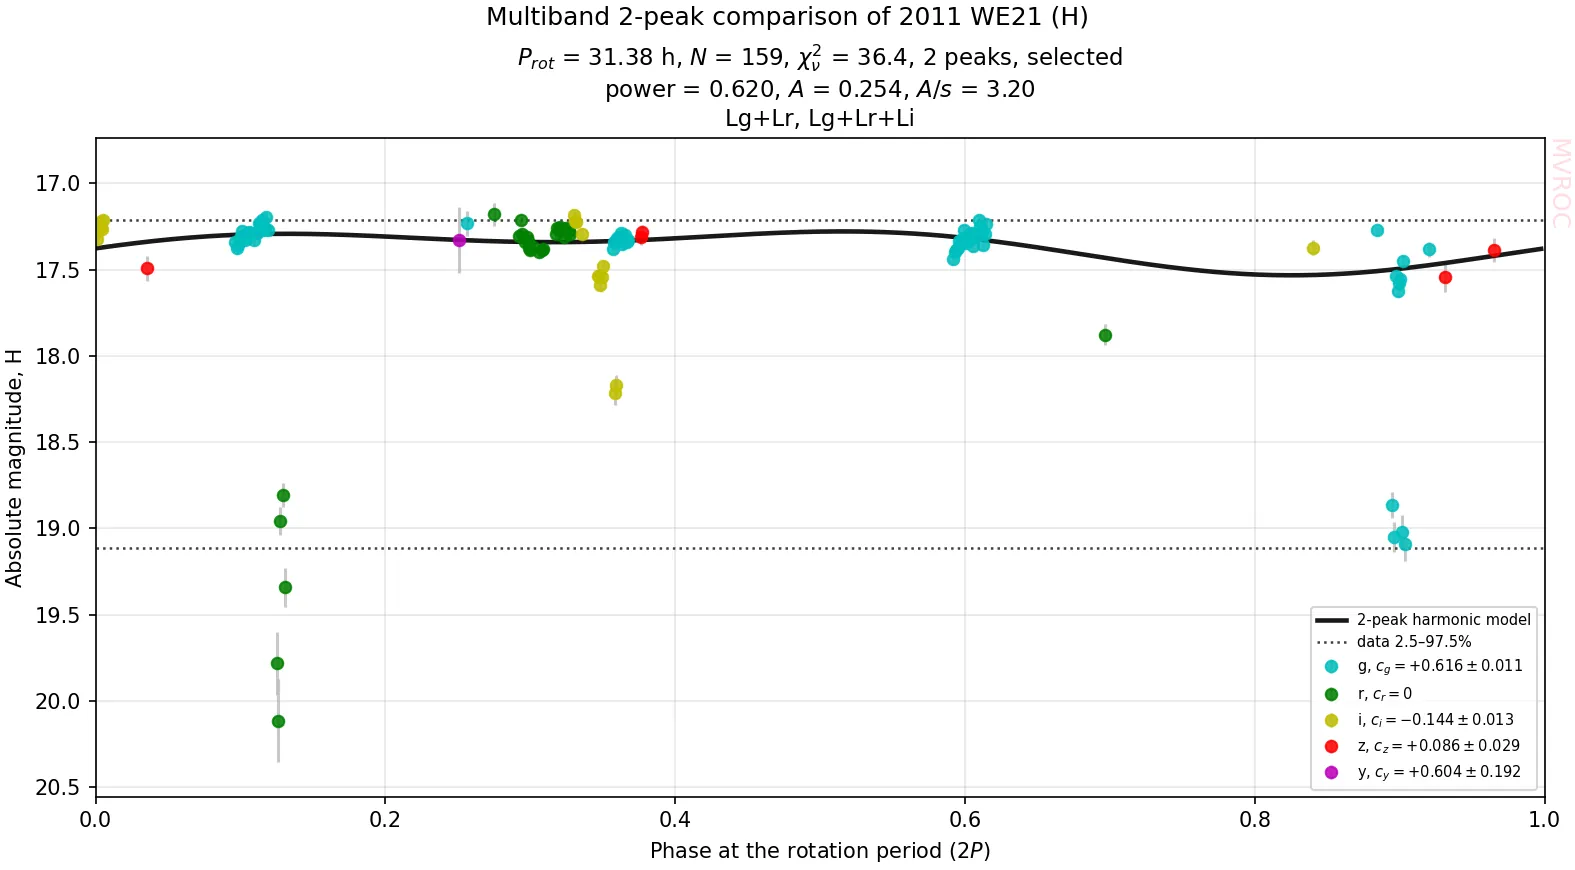 Multiband 2-peak comparison of 2011 WE21 (H)
P_rot = 31.38 h, N = 159, χ²_ν = 36.4, 2 peaks, selected
power = 0.620, A = 0.254, A/s = 3.20
Lg+Lr, Lg+Lr+Li
MVROC
Absolute magnitude, H
17.0
17.5
18.0
18.5
19.0
19.5
20.0
20.5
2-peak harmonic model
data 2.5–97.5%
g, c_g = +0.616 ± 0.011
r, c_r = 0
i, c_i = −0.144 ± 0.013
z, c_z = +0.086 ± 0.029
y, c_y = +0.604 ± 0.192
0.0 0.2 0.4 0.6 0.8 1.0
Phase at the rotation period (2P)